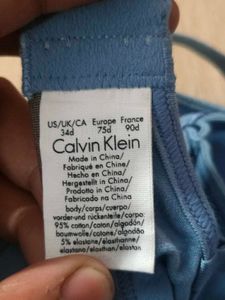 US/UK/CA Europe France
34d 75d 90d
Calvin Klein
Made in China/
Fabriqué en China/
Hecho en China/
Hergestellt in China/
Prodotto in China/
Fabricado na China/
body/corps/cuerpo/
vorder-und rückenteile/corpo:
95% cotton/coton/algodón/
baumwolle/cotone/algodão
5% elastane/élasthanne/
elastano/elasthan/elastan